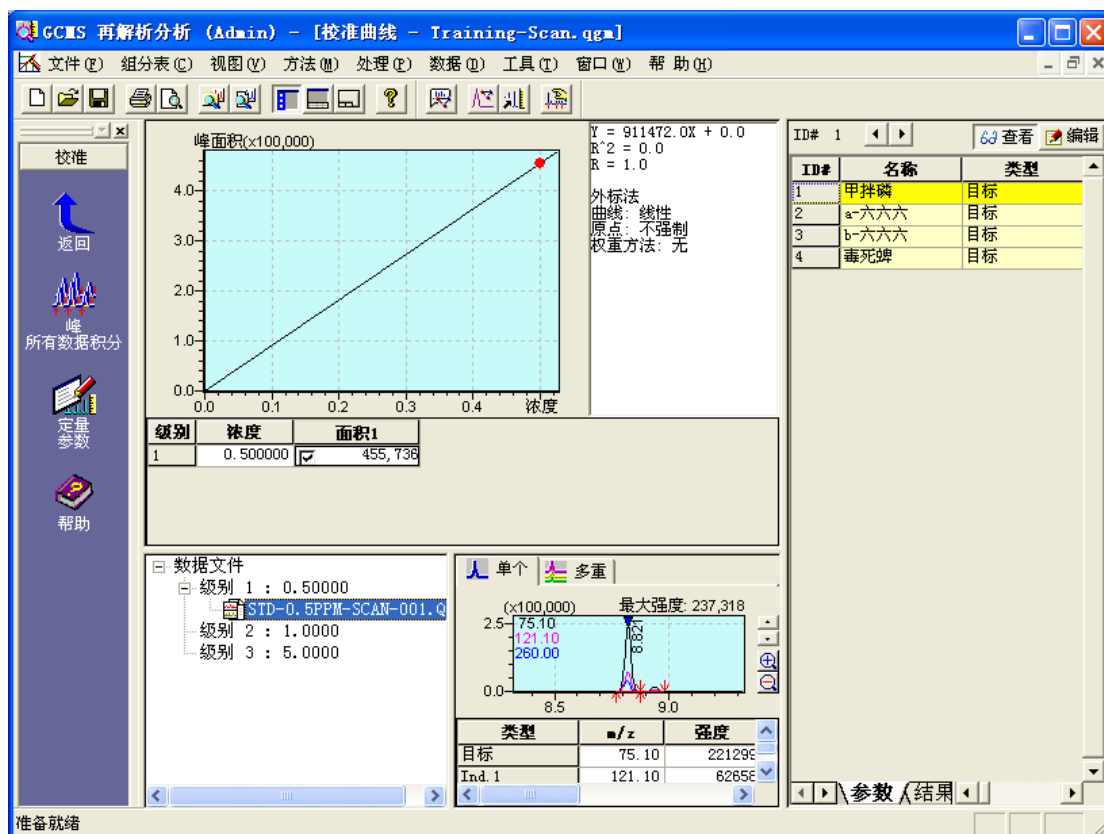 GCMS 再解析分析 (Admin) - [校准曲线 - Training-Scan.qgm]
文件(F) 组分表(C) 视图(V) 方法(M) 处理(P) 数据(D) 工具(T) 窗口(W) 帮 助(H)
校准
返回
峰
所有数据积分
定量
参数
帮助
峰面积(x100,000)
4.0
3.0
2.0
1.0
0.0
0.0 0.1 0.2 0.3 0.4 浓度
Y = 911472.0X + 0.0
R^2 = 0.0
R = 1.0
外标法
曲线: 线性
原点: 不强制
权重方法: 无
级别 浓度 面积1
1 0.500000 455,736
数据文件
级别 1 : 0.50000
STD-0.5PPM-SCAN-001.Q
级别 2 : 1.0000
级别 3 : 5.0000
单个 多重
(x100,000) 最大强度: 237,318
2.5
75.10
121.10
260.00
8.821
0.0
8.5 9.0
类型 m/z 强度
目标 75.10 221299
Ind.1 121.10 62658
ID# 1 查看 编辑
ID# 名称 类型
1 甲拌磷 目标
2 a-六六六 目标
3 b-六六六 目标
4 毒死蜱 目标
参数 结果
准备就绪